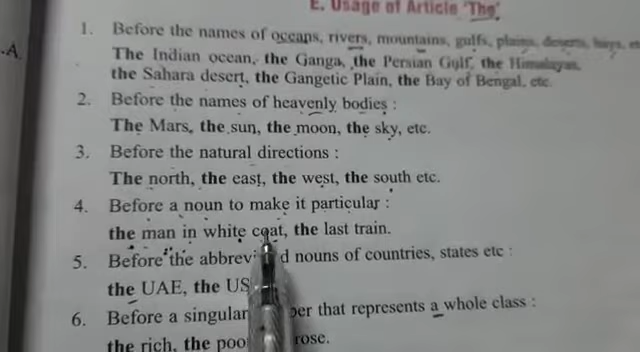 E. Usage of Article 'The'
1. Before the names of oceans, rivers, mountains, gulfs, plains, deserts, bays, etc
The Indian ocean, the Ganga, the Persian Gulf, the Himalayas,
the Sahara desert, the Gangetic Plain, the Bay of Bengal, etc.
2. Before the names of heavenly bodies :
The Mars, the sun, the moon, the sky, etc.
3. Before the natural directions :
The north, the east, the west, the south etc.
4. Before a noun to make it particular :
the man in white coat, the last train.
5. Before the nouns of countries, states etc :
the UAE, the US
6. Before a singular that represents a whole class :
the rich, the rose.
-A.